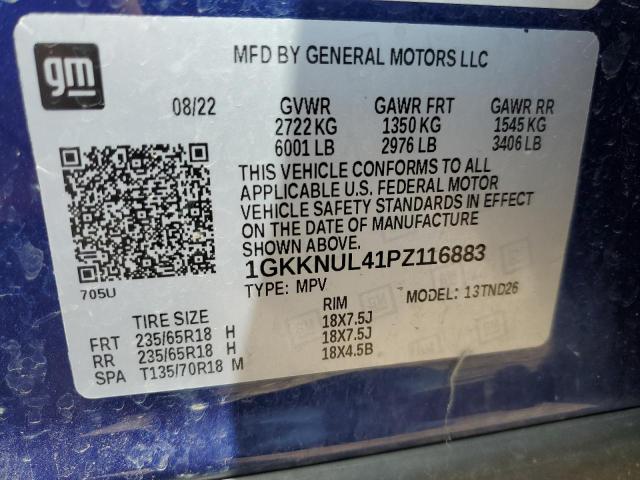 gm
MFD BY GENERAL MOTORS LLC
08/22 GVWR GAWR FRT GAWR RR
2722 KG 1350 KG 1545 KG
6001 LB 2976 LB 3406 LB
THIS VEHICLE CONFORMS TO ALL
APPLICABLE U.S. FEDERAL MOTOR
VEHICLE SAFETY STANDARDS IN EFFECT
ON THE DATE OF MANUFACTURE
SHOWN ABOVE.
1GKKNUL41PZ116883
705U
TYPE: MPV MODEL: 13TND26
TIRE SIZE RIM
FRT 235/65R18 H 18X7.5J
RR 235/65R18 H 18X7.5J
SPA T135/70R18 M 18X4.5B